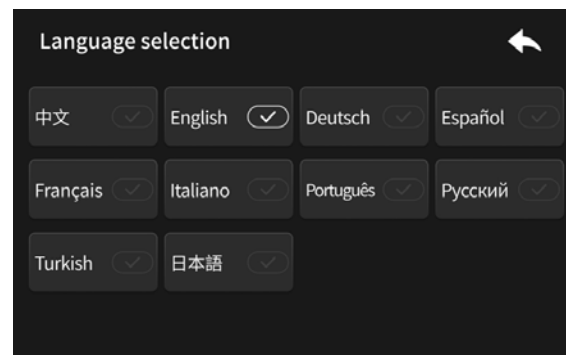 Language selection
中文 English Deutsch Español
Français Italiano Português Русский
Turkish 日本語